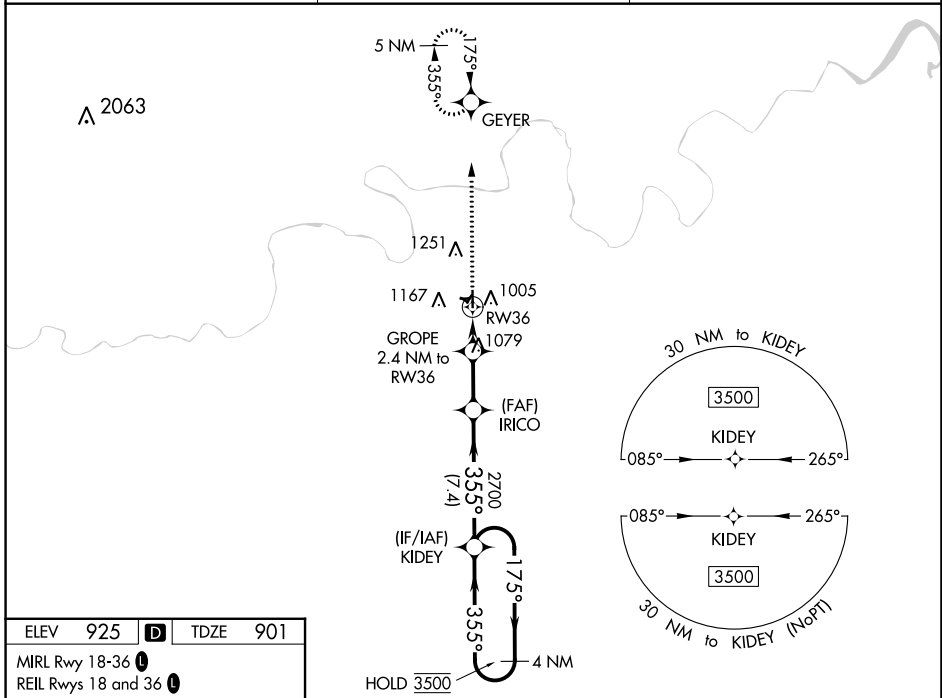 5 NM
175°
355°
GEYER
2063
1251
1167
1005
RW36
GROPE
2.4 NM to
RW36
1079
(FAF)
IRICO
2700
355°
(7.4)
(IF/IAF)
KIDEY
175°
355°
4 NM
HOLD 3500
30 NM to KIDEY
3500
KIDEY
085°
265°
085°
265°
KIDEY
3500
30 NM to KIDEY (NoPT)
ELEV 925 D TDZE 901
MIRL Rwy 18-36 L
REIL Rwys 18 and 36 L